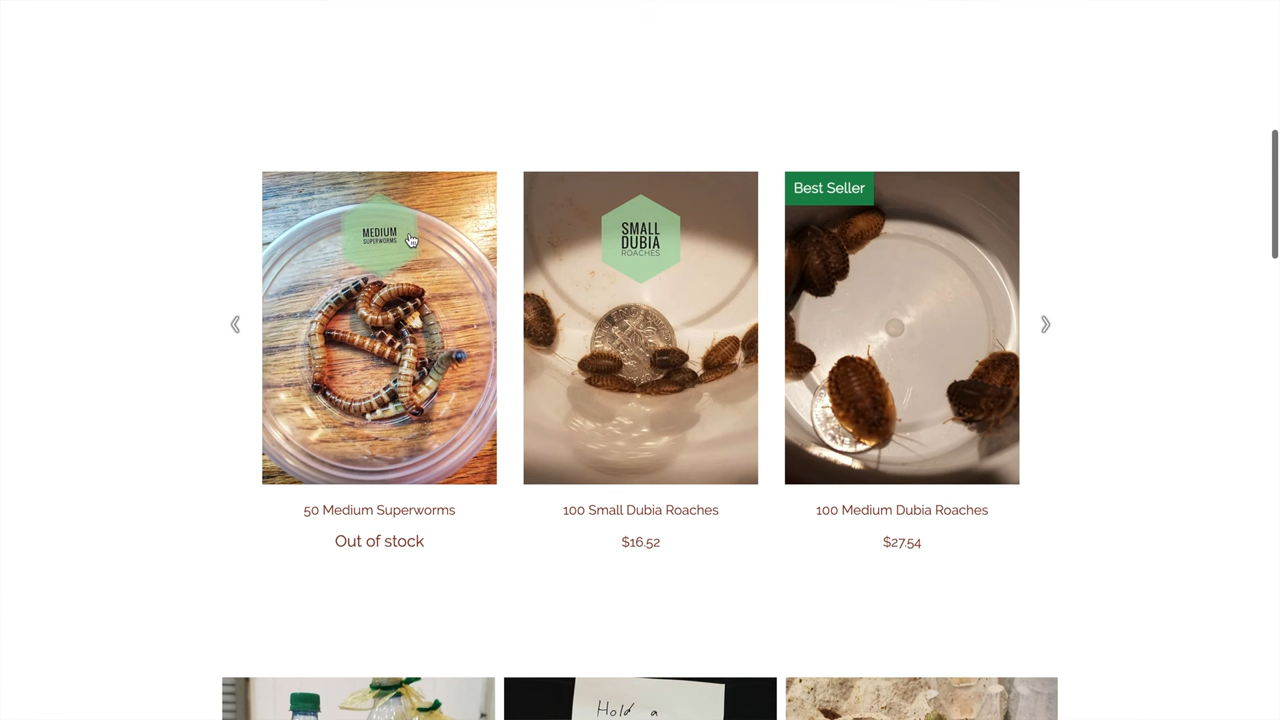 MEDIUM
SUPERWORMS
SMALL
DUBIA
ROACHES
Best Seller
50 Medium Superworms
100 Small Dubia Roaches
100 Medium Dubia Roaches
Out of stock
$16.52
$27.54
Hold a